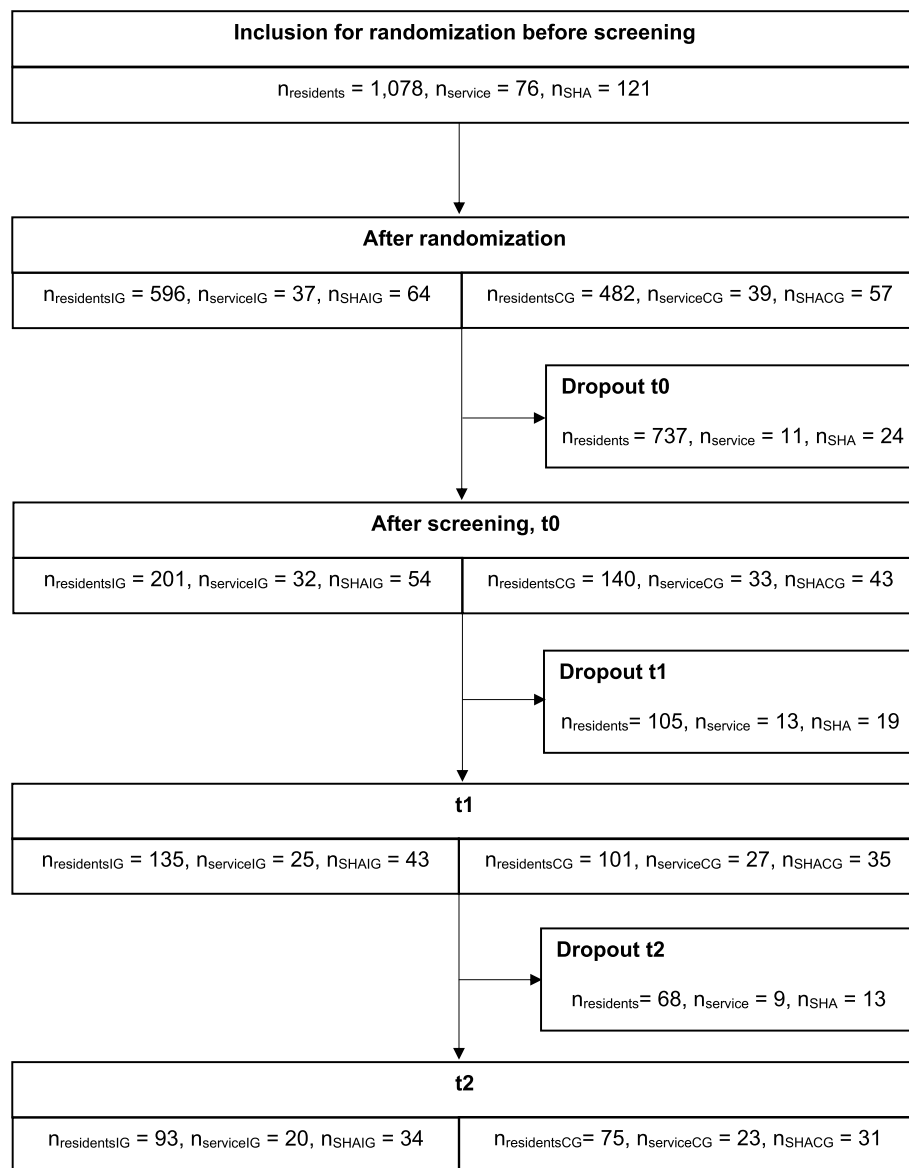 Inclusion for randomization before screening
nresidents = 1,078, nservice = 76, nSHA = 121
After randomization
nresidentsIG = 596, nserviceIG = 37, nSHAIG = 64
nresidentsCG = 482, nserviceCG = 39, nSHACG = 57
Dropout t0
nresidents = 737, nservice = 11, nSHA = 24
After screening, t0
nresidentsIG = 201, nserviceIG = 32, nSHAIG = 54
nresidentsCG = 140, nserviceCG = 33, nSHACG = 43
Dropout t1
nresidents= 105, nservice = 13, nSHA = 19
t1
nresidentsIG = 135, nserviceIG = 25, nSHAIG = 43
nresidentsCG = 101, nserviceCG = 27, nSHACG = 35
Dropout t2
nresidents= 68, nservice = 9, nSHA = 13
t2
nresidentsIG = 93, nserviceIG = 20, nSHAIG = 34
nresidentsCG= 75, nserviceCG = 23, nSHACG = 31